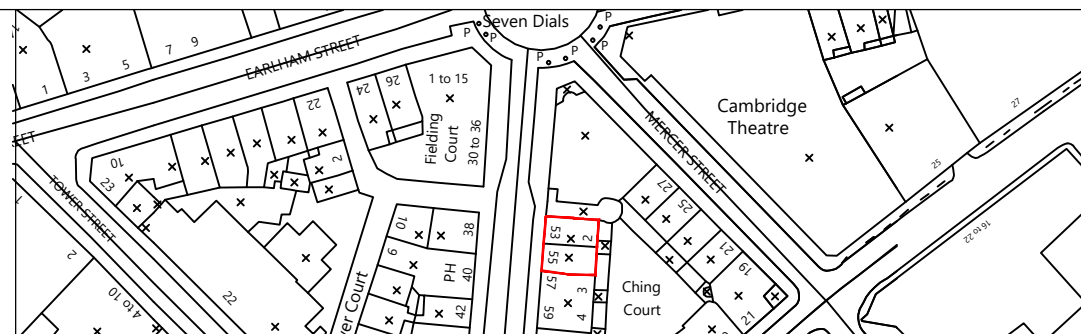 Seven Dials
P
P
P
P
P
P
EARLHAM STREET
7 9
5
3
1
1 to 15
26
24
22
Fielding
Court
30 to 36
Cambridge
Theatre
27
25
MERCER STREET
10
23
2
TOWER STREET
27
25
21
19
21
16 to 22
10
9
38
PH
40
42
53
2
55
57
3
59
4
Ching
Court
er Court
2
4 to 10
22